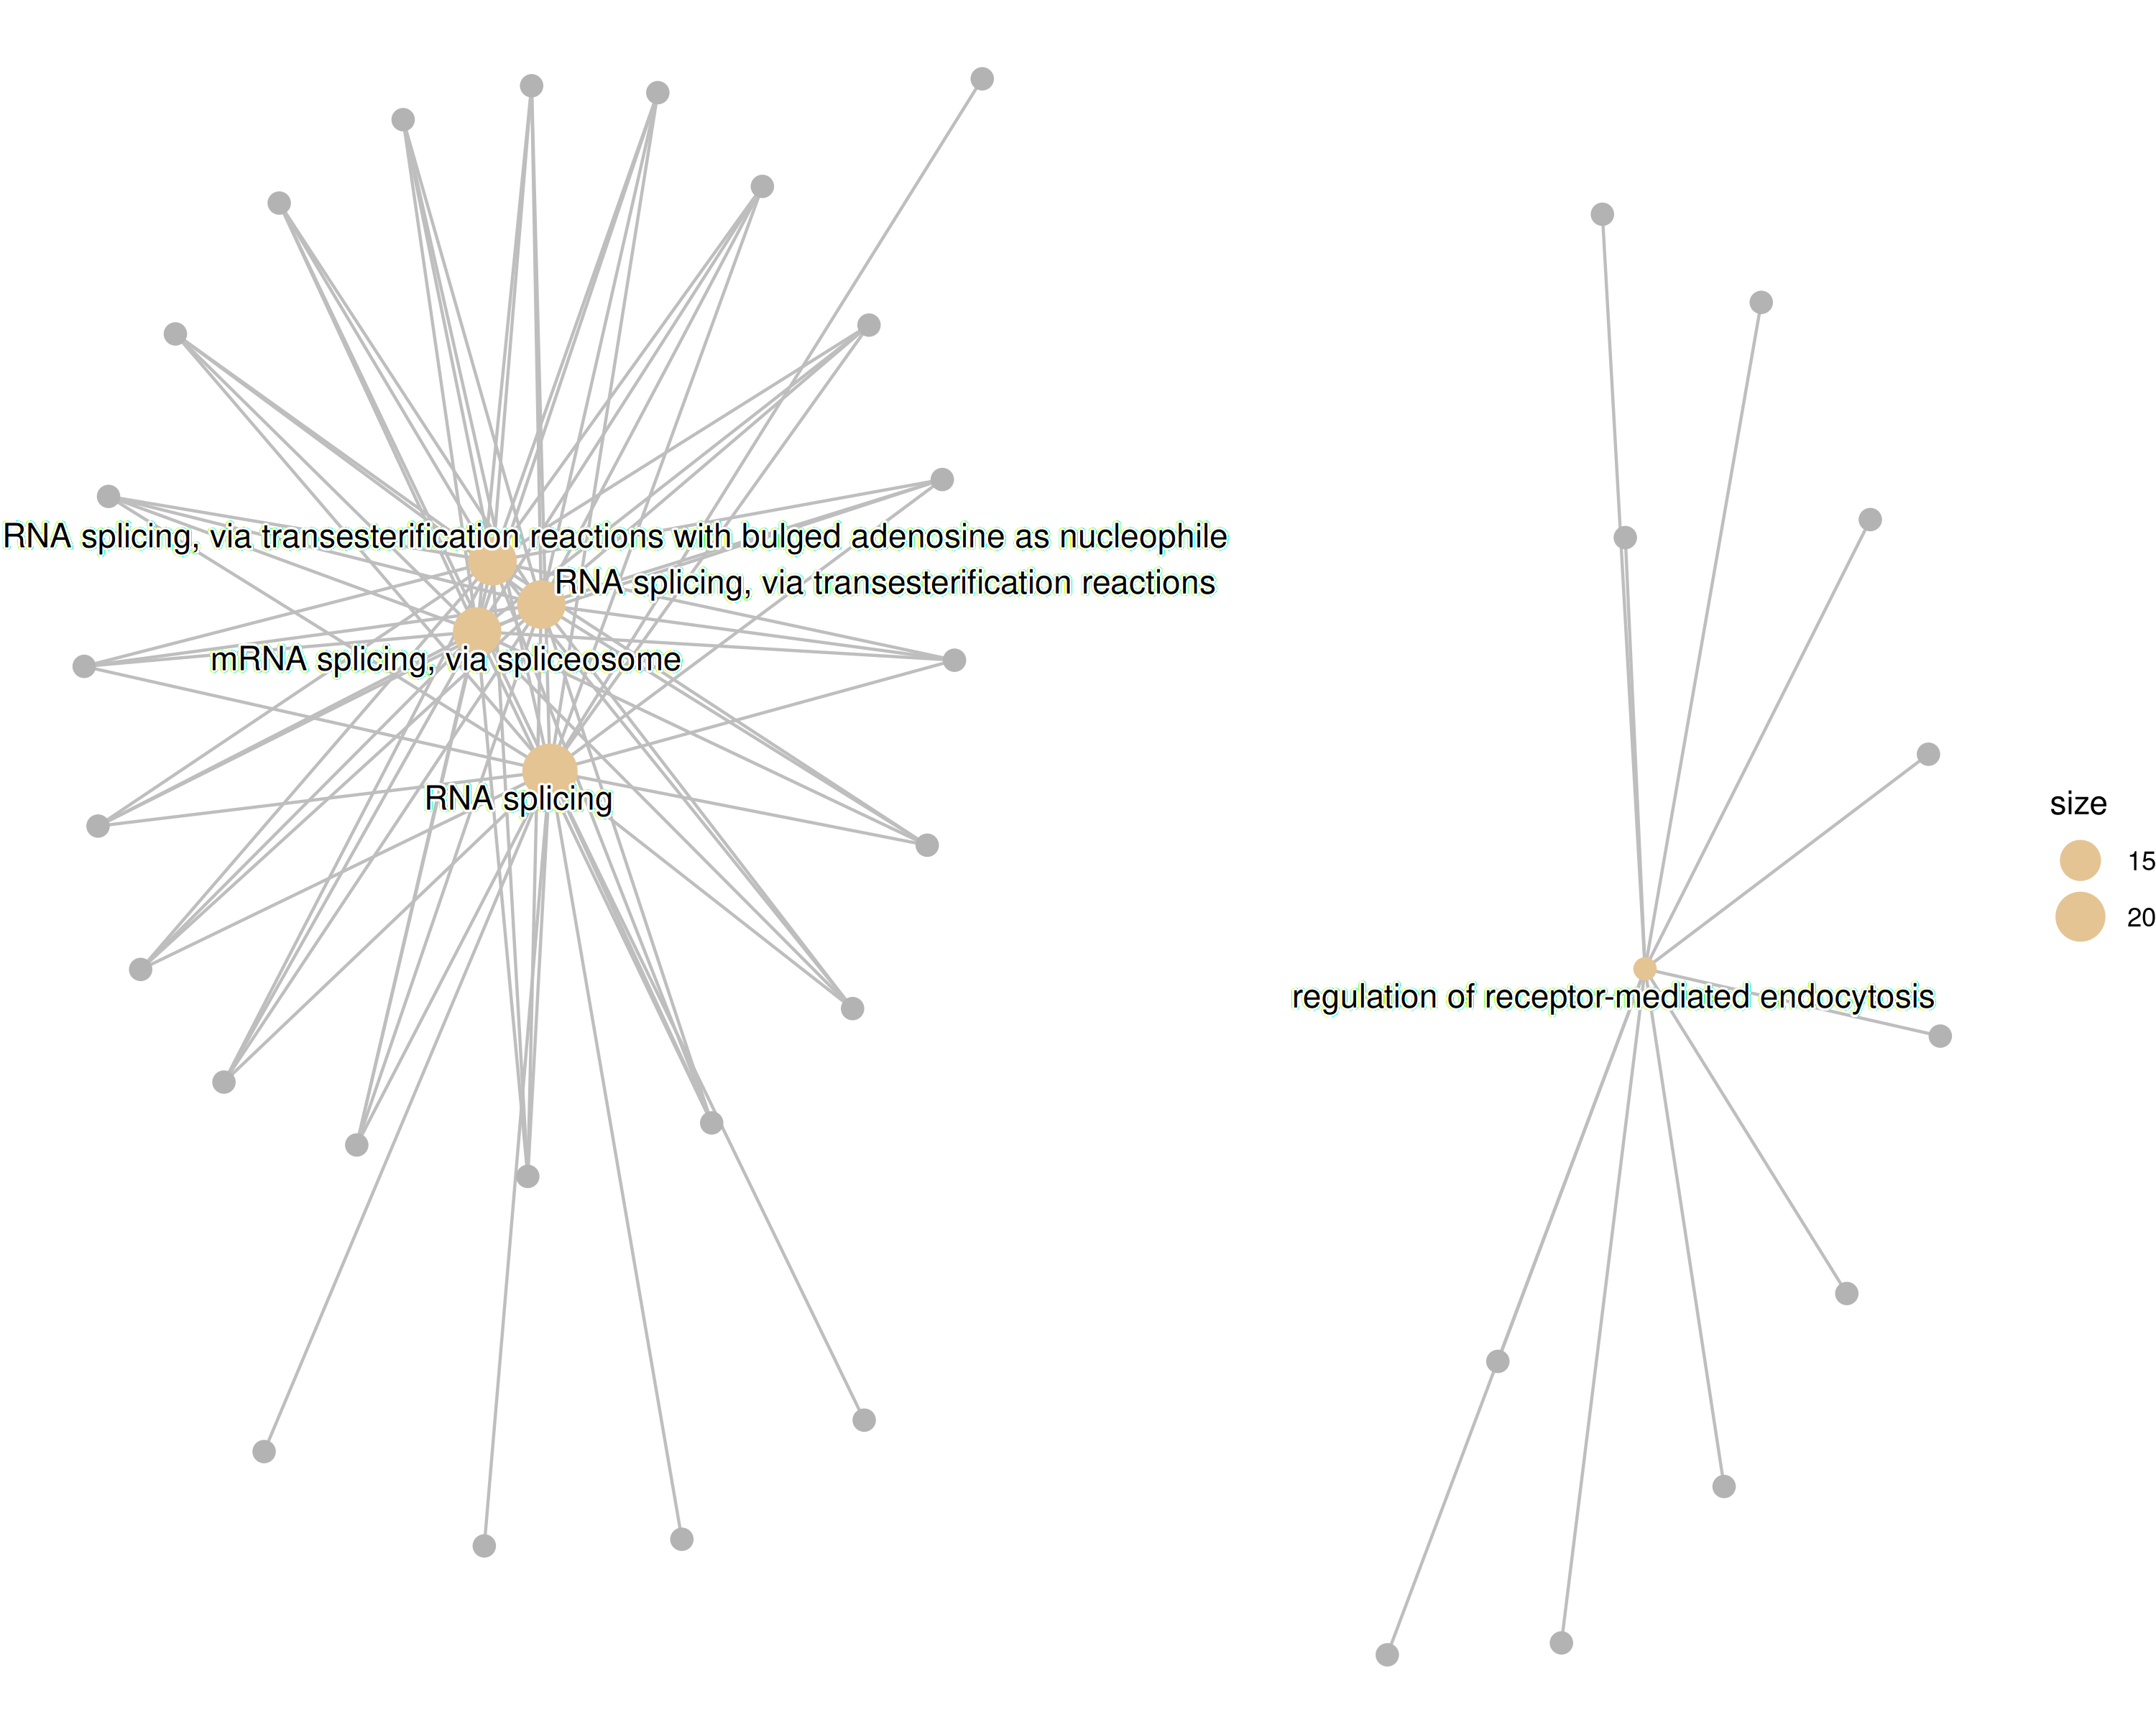 RNA splicing, via transesterification reactions with bulged adenosine as nucleophile
RNA splicing, via transesterification reactions
mRNA splicing, via spliceosome
RNA splicing
regulation of receptor-mediated endocytosis
size
15
20